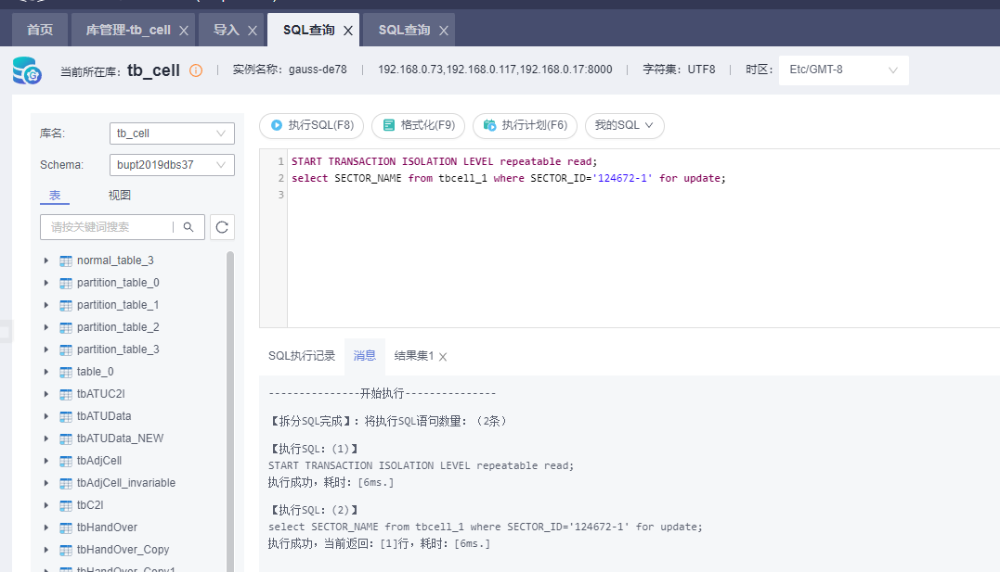 首页 库管理-tb_cell 导入 SQL查询 SQL查询
当前所在库: tb_cell 实例名称: gauss-de78 192.168.0.73,192.168.0.117,192.168.0.17:8000 字符集: UTF8 时区: Etc/GMT-8
库名: tb_cell
Schema: bupt2019dbs37
表 视图
请按关键词搜索
normal_table_3
partition_table_0
partition_table_1
partition_table_2
partition_table_3
table_0
tbATUC2I
tbATUData
tbATUData_NEW
tbAdjCell
tbAdjCell_invariable
tbC2I
tbHandOver
tbHandOver_Copy
tbHandOver_Copy1
执行SQL(F8) 格式化(F9) 执行计划(F6) 我的SQL
1 START TRANSACTION ISOLATION LEVEL repeatable read;
2 select SECTOR_NAME from tbcell_1 where SECTOR_ID='124672-1' for update;
3
SQL执行记录 消息 结果集1
---------------开始执行---------------
【拆分SQL完成】: 将执行SQL语句数量: (2条)
【执行SQL: (1)】
START TRANSACTION ISOLATION LEVEL repeatable read;
执行成功, 耗时: [6ms.]
【执行SQL: (2)】
select SECTOR_NAME from tbcell_1 where SECTOR_ID='124672-1' for update;
执行成功, 当前返回: [1]行, 耗时: [6ms.]